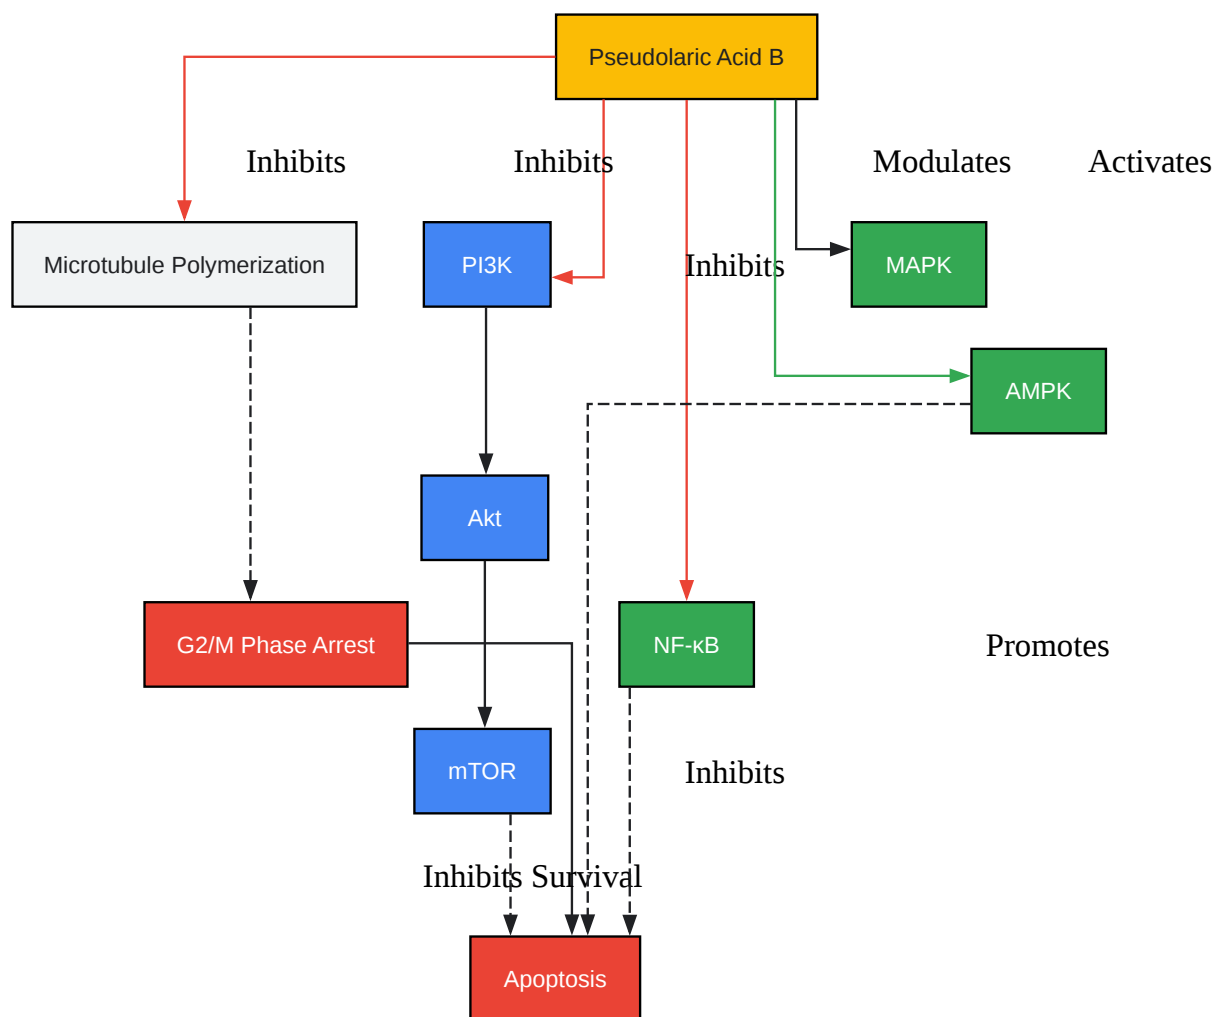 Pseudolaric Acid B
Inhibits
Inhibits
Modulates
Activates
Microtubule Polymerization
PI3K
Inhibits
MAPK
AMPK
Akt
G2/M Phase Arrest
NF-κB
Promotes
mTOR
Inhibits
Inhibits Survival
Apoptosis